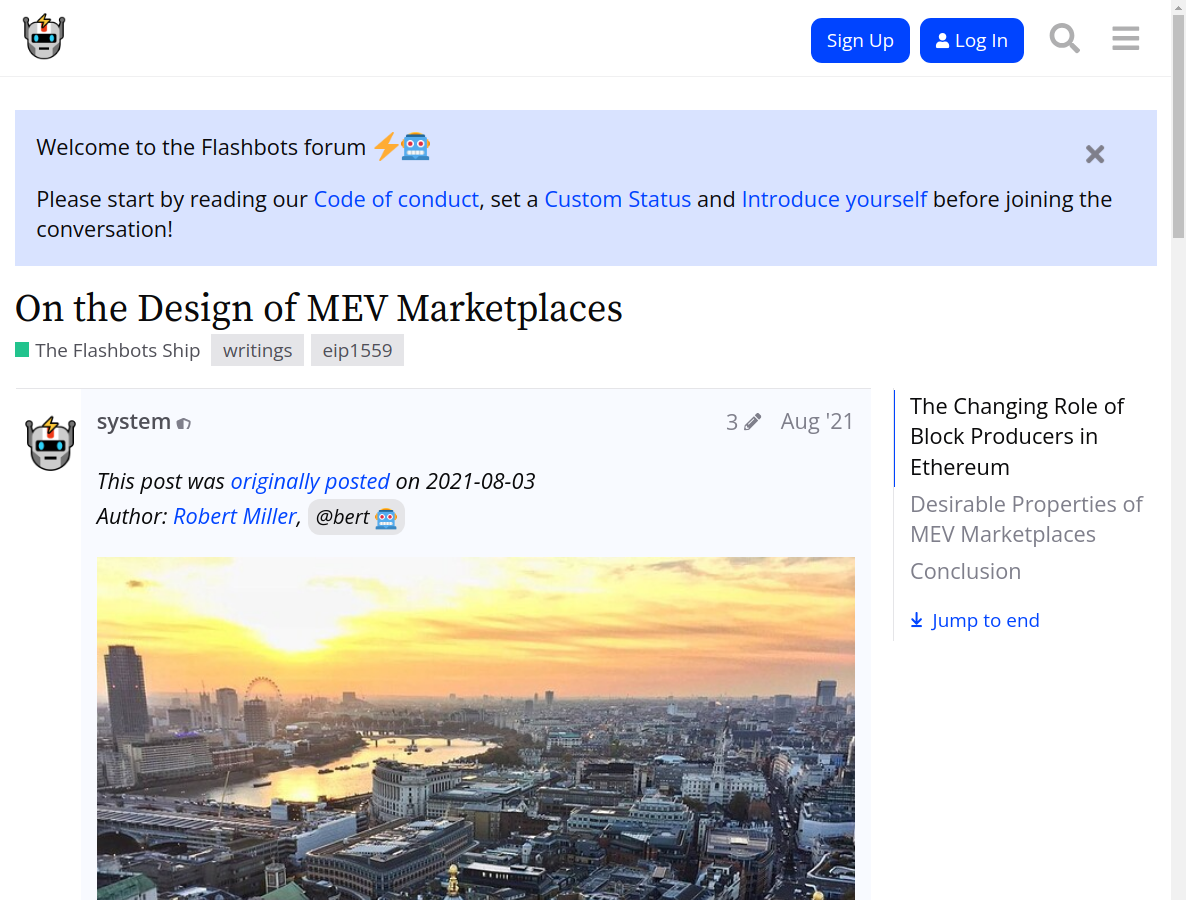 Sign Up
Log In
Welcome to the Flashbots forum
Please start by reading our Code of conduct, set a Custom Status and Introduce yourself before joining the
conversation!
On the Design of MEV Marketplaces
The Flashbots Ship
writings
eip1559
system
3
Aug '21
This post was originally posted on 2021-08-03
Author: Robert Miller, @bert
The Changing Role of
Block Producers in
Ethereum
Desirable Properties of
MEV Marketplaces
Conclusion
Jump to end